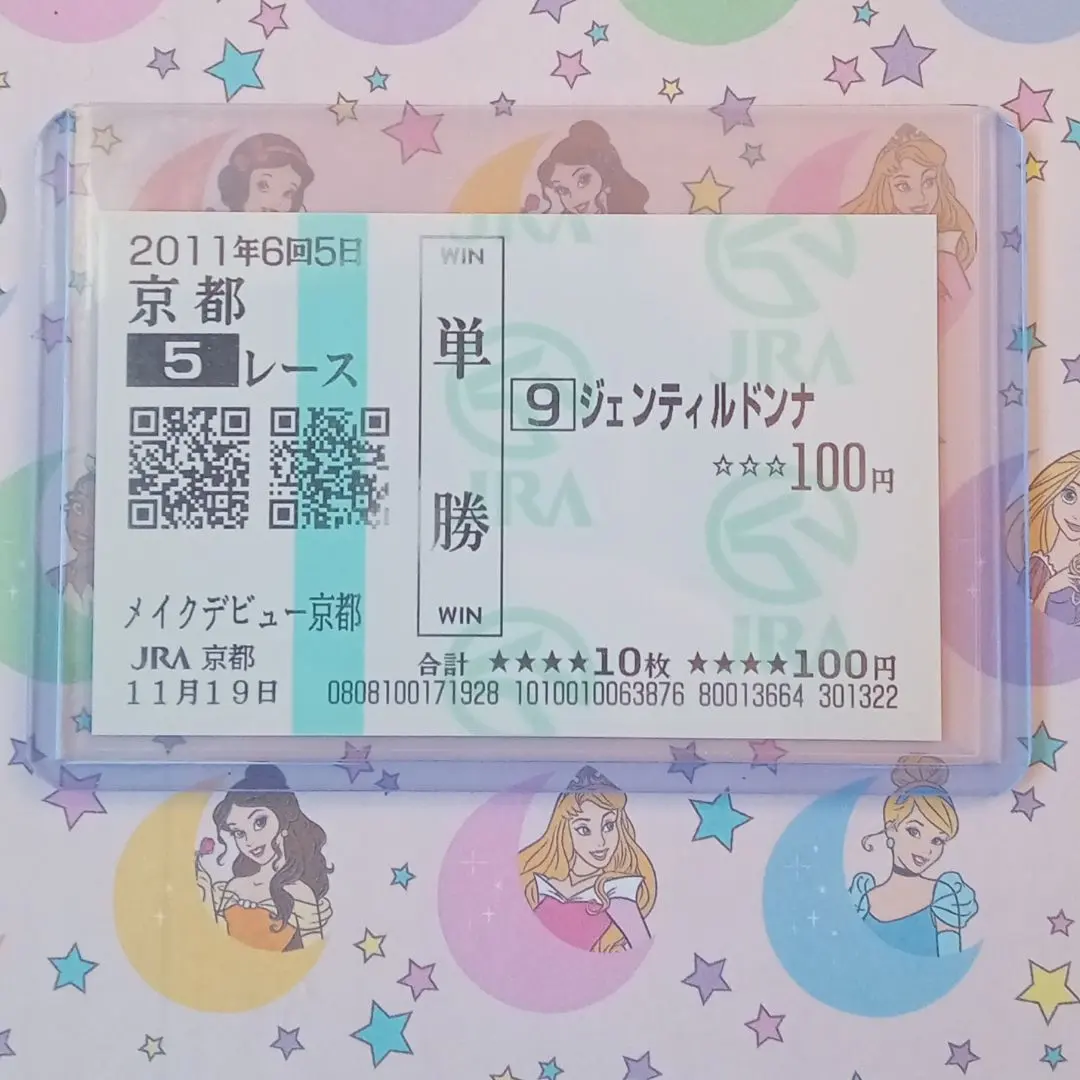 2011年6回5日
京都
5レース
メイクデビュー京都
JRA 京都
11月19日
WIN
単勝
WIN
9 ジェンティルドンナ
☆☆☆100円
合計 ★★★★10枚 ★★★★100円
0808100171928 1010010063876 80013664 301322
JRA
JRA
JRA
JRA